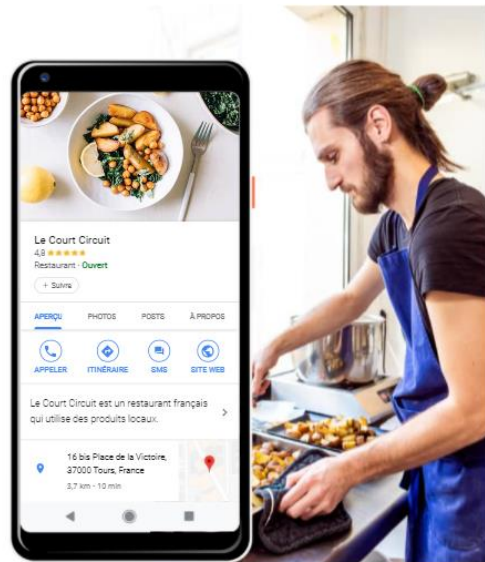 Le Court Circuit
4,8
Restaurant · Ouvert
+ Suivre
APERÇU PHOTOS POSTS À PROPOS
APPELER ITINÉRAIRE SMS SITE WEB
Le Court Circuit est un restaurant français
qui utilise des produits locaux.
16 bis Place de la Victoire,
37000 Tours, France
3,7 km - 10 min